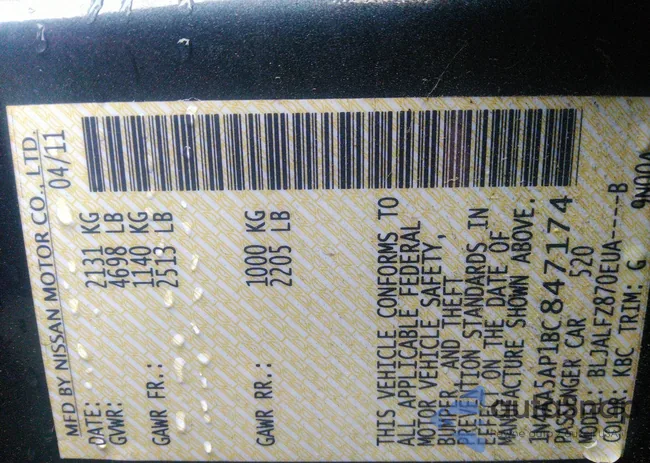 MFD BY NISSAN MOTOR CO., LTD.
DATE: 04/11
GVWR: 2131 KG
4698 LB
GAWR FR.: 1140 KG
2513 LB
GAWR RR.: 1000 KG
2205 LB
THIS VEHICLE CONFORMS TO
ALL APPLICABLE FEDERAL
MOTOR VEHICLE SAFETY,
BUMPER AND THEFT
PREVENTION STANDARDS IN
EFFECT ON THE DATE OF
MANUFACTURE SHOWN ABOVE.
JN1BY1AP1BC847174
PASSENGER CAR 520
MODEL: BLJALFZ870EUA-----B
COLOR: KBC TRIM: G 9N00A